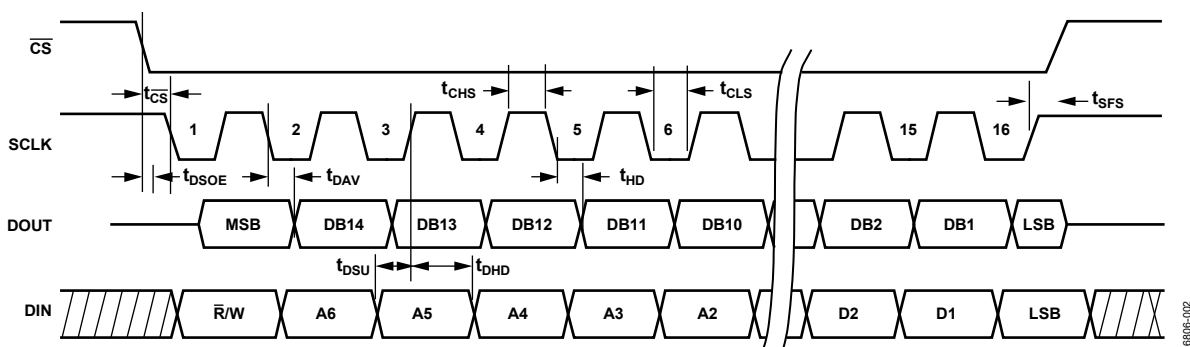 CS
tCS
tCHS
tCLS
tSFS
SCLK
1
2
3
4
5
6
15
16
tDSOE
tDAV
tHD
DOUT
MSB
DB14
DB13
DB12
DB11
DB10
DB2
DB1
LSB
tDSU
tDHD
DIN
R/W
A6
A5
A4
A3
A2
D2
D1
LSB
6806-002